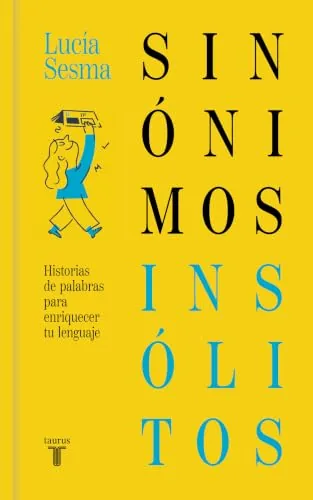 Lucía
Sesma
SIN
ÓNI
MOS
INS
ÓLI
TOS
Historias
de palabras
para
enriquecer
tu lenguaje
taurus
T